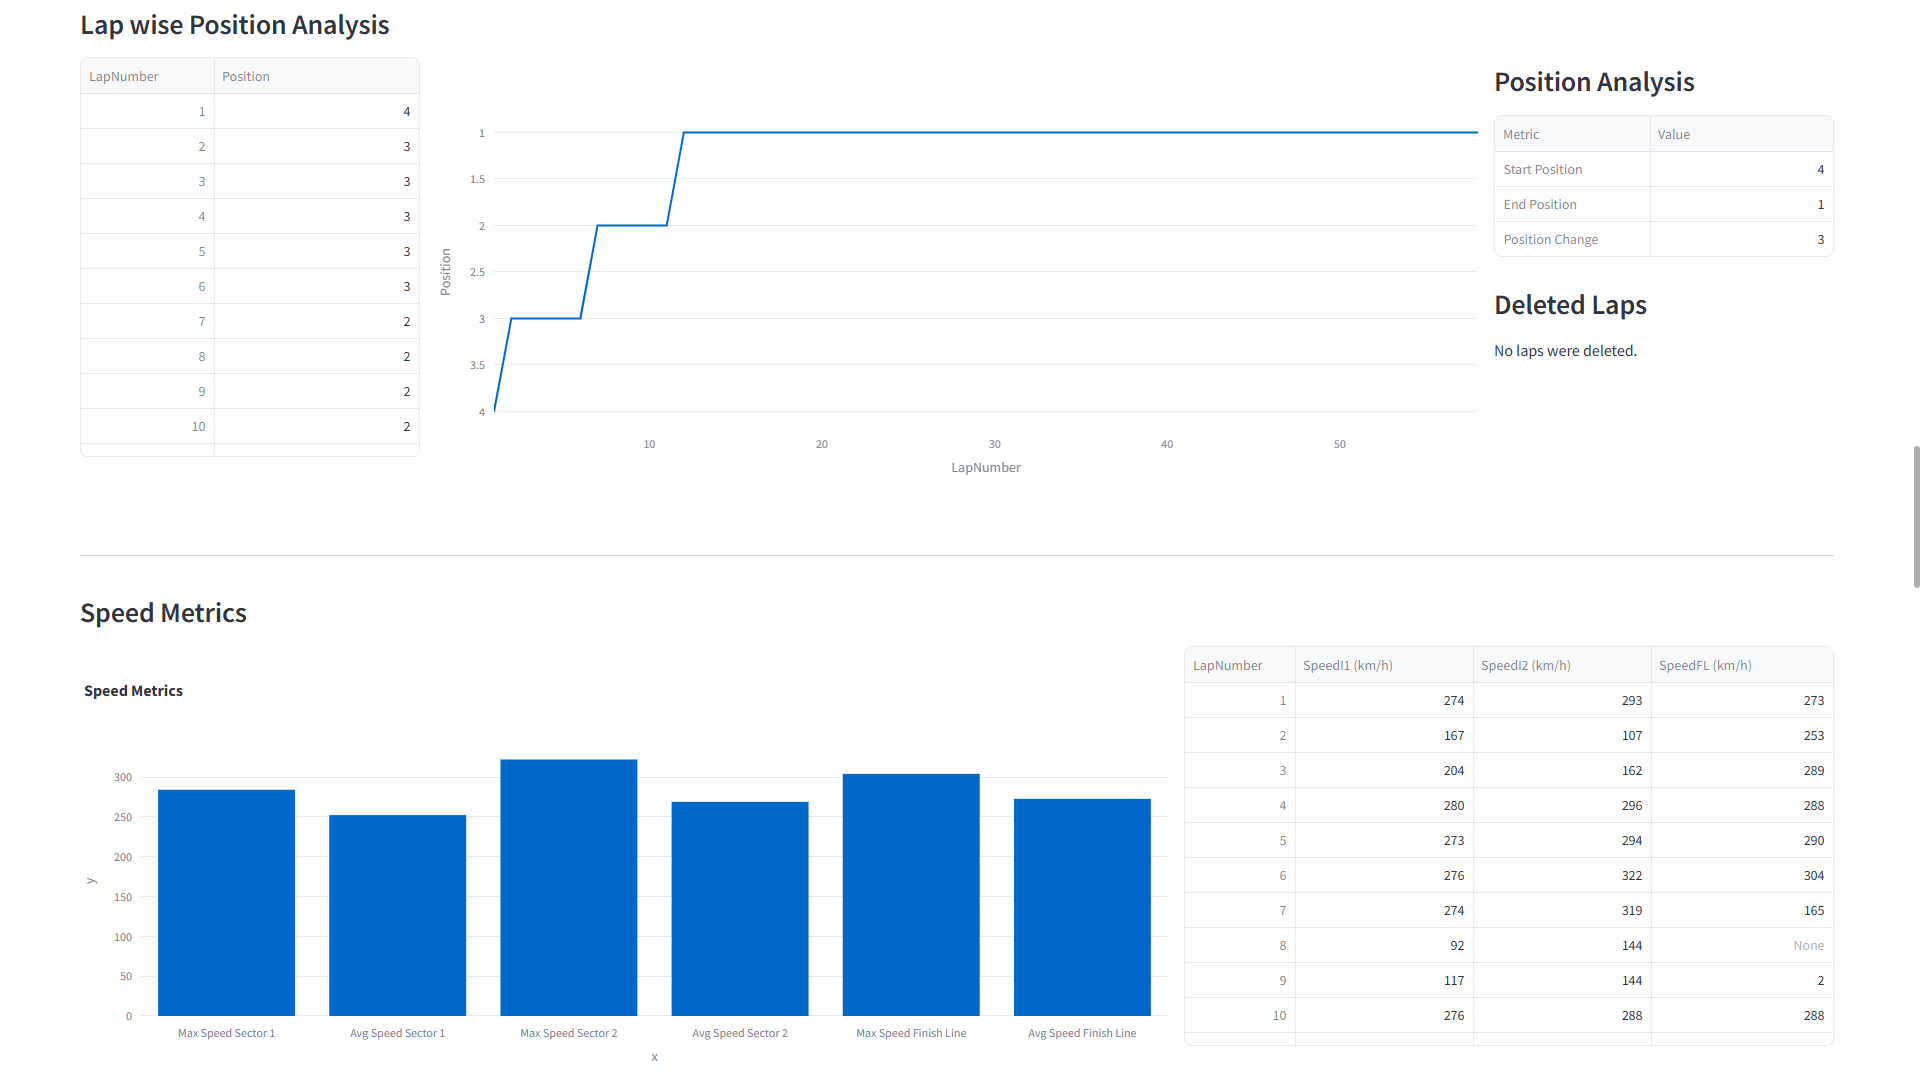 Lap wise Position Analysis
LapNumber Position
1 4
2 3
3 3
4 3
5 3
6 3
7 2
8 2
9 2
10 2
1
1.5
2
2.5
3
3.5
4
Position
10 20 30 40 50
LapNumber
Position Analysis
Metric Value
Start Position 4
End Position 1
Position Change 3
Deleted Laps
No laps were deleted.
Speed Metrics
Speed Metrics
300
250
200
150
100
50
0
y
Max Speed Sector 1 Avg Speed Sector 1 Max Speed Sector 2 Avg Speed Sector 2 Max Speed Finish Line Avg Speed Finish Line
x
LapNumber SpeedI1 (km/h) SpeedI2 (km/h) SpeedFL (km/h)
1 274 293 273
2 167 107 253
3 204 162 289
4 280 296 288
5 273 294 290
6 276 322 304
7 274 319 165
8 92 144 None
9 117 144 2
10 276 288 288